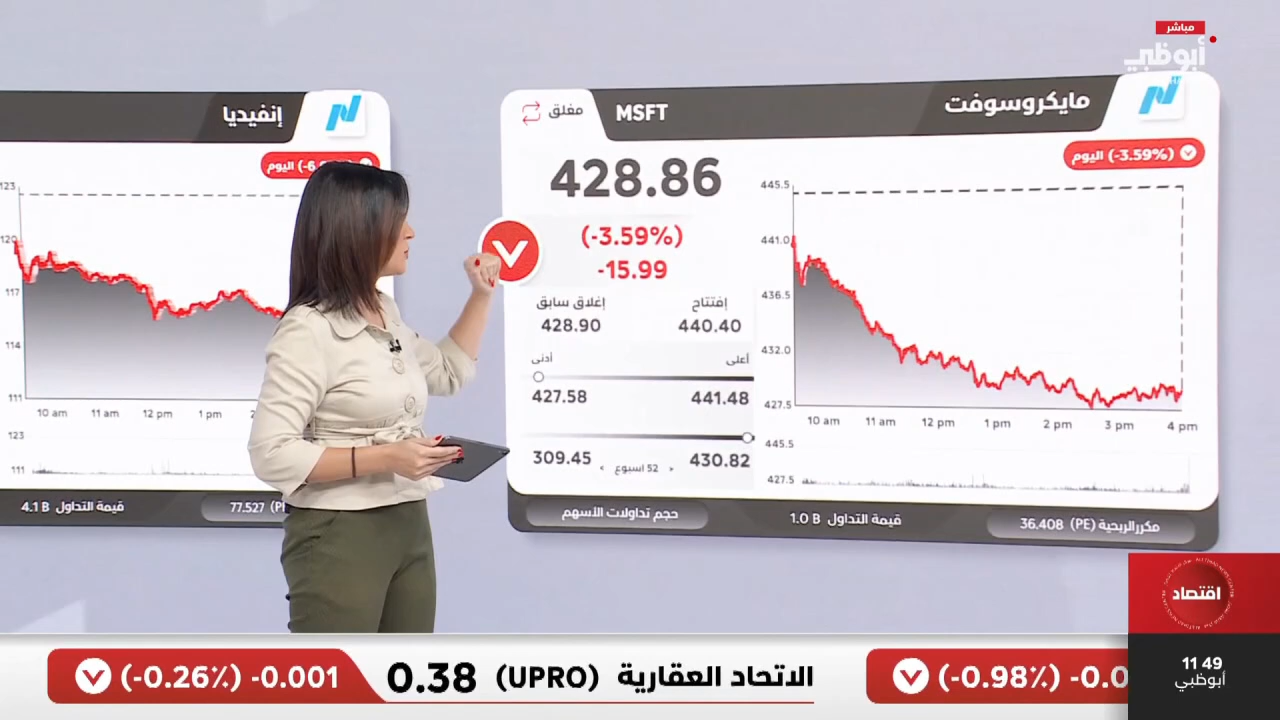 مباشر
أبوظبي
إنفيديا
اليوم
123
120
117
114
111
10 am 11 am 12 pm 1 pm
123
111
قيمة التداول 4.1 B
77.527
مايكروسوفت
MSFT
مغلق
اليوم (-3.59%)
428.86
(-3.59%)
-15.99
إفتتاح إغلاق سابق
440.40 428.90
أعلى أدنى
427.58 441.48
309.45 430.82
52 اسبوع
445.5
441.0
436.5
432.0
427.5
10 am 11 am 12 pm 1 pm 2 pm 3 pm 4 pm
445.5
427.5
مكرر الربحية (PE) 36,408
قيمة التداول 1.0 B
حجم تداولات الأسهم
اقتصاد
الاتحاد العقارية (UPRO) 0.38 -0.001 (-0.26٪)
(-0.98٪) -0.0
11 49
أبوظبي